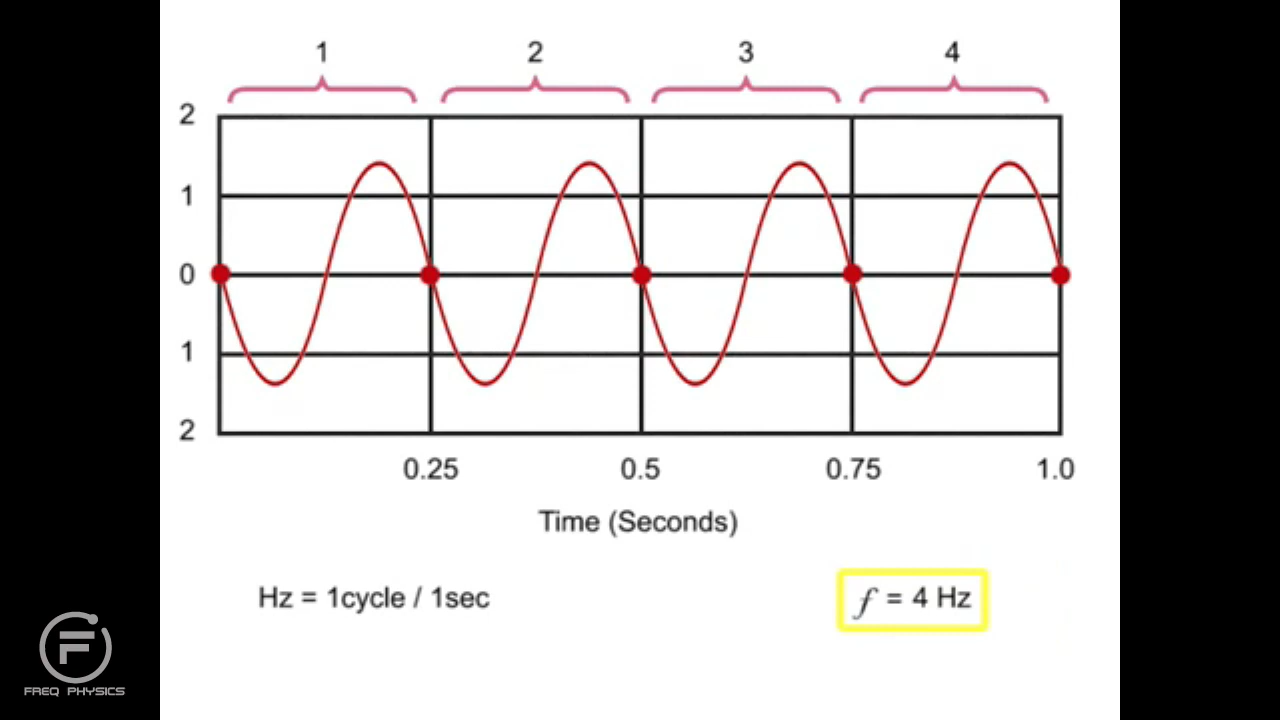 1 2 3 4
2
1
0
1
2
0.25 0.5 0.75 1.0
Time (Seconds)
Hz = 1cycle / 1sec
f = 4 Hz
FREQ PHYSICS